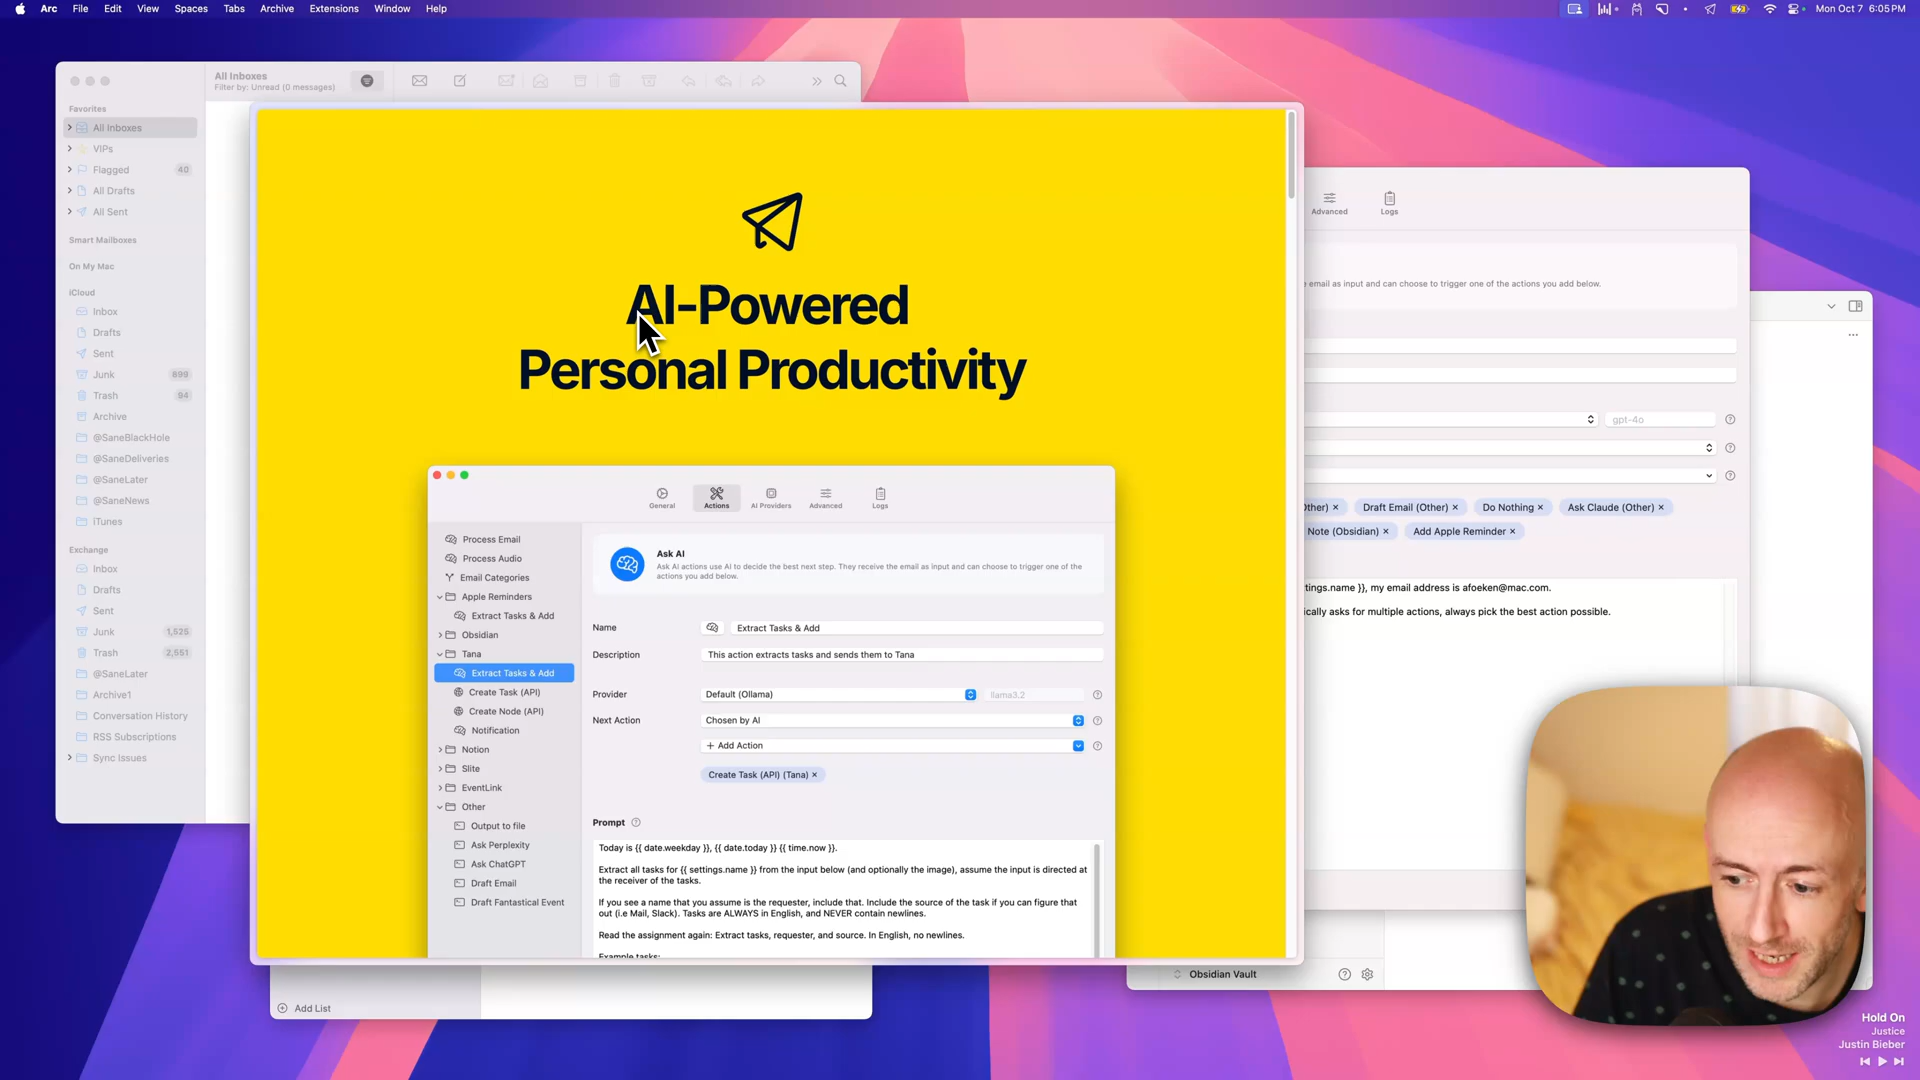 Arc File Edit View Spaces Tabs Archive Extensions Window Help
Mon Oct 7 6:05 PM
All Inboxes
Filter by: Unread (0 messages)
Favorites
All Inboxes
VIPs
Flagged 40
All Drafts
All Sent
Smart Mailboxes
On My Mac
iCloud
Inbox
Drafts
Sent
Junk 899
Trash 94
Archive
@SaneBlackHole
@SaneDeliveries
@SaneLater
@SaneNews
iTunes
Exchange
Inbox
Drafts
Sent
Junk 1,525
Trash 2,551
@SaneLater
Archive1
Conversation History
RSS Subscriptions
Sync Issues
AI-Powered
Personal Productivity
General Actions AI Providers Advanced Logs
Process Email
Process Audio
Email Categories
Apple Reminders
Extract Tasks & Add
Obsidian
Tana
Extract Tasks & Add
Create Task (API)
Create Node (API)
Notification
Notion
Slite
EventLink
Other
Output to file
Ask Perplexity
Ask ChatGPT
Draft Email
Draft Fantastical Event
Ask AI
Ask AI actions use AI to decide the best next step. They receive the email as input and can choose to trigger one of the
actions you add below.
Name Extract Tasks & Add
Description This action extracts tasks and sends them to Tana
Provider Default (Ollama) llama3.2
Next Action Chosen by AI
+ Add Action
Create Task (API) (Tana) ×
Prompt
Today is {{ date.weekday }}, {{ date.today }} {{ time.now }}.
Extract all tasks for {{ settings.name }} from the input below (and optionally the image), assume the input is directed at
the receiver of the tasks.
If you see a name that you assume is the requester, include that. Include the source of the task if you can figure that
out (i.e Mail, Slack). Tasks are ALWAYS in English, and NEVER contain newlines.
Read the assignment again: Extract tasks, requester, and source. In English, no newlines.
Example tasks:
Advanced Logs
e email as input and can choose to trigger one of the actions you add below.
gpt-4o
ther) × Draft Email (Other) × Do Nothing × Ask Claude (Other) ×
Note (Obsidian) × Add Apple Reminder ×
tings.name }}, my email address is afoeken@mac.com.
ically asks for multiple actions, always pick the best action possible.
Add List
Obsidian Vault
Hold On
Justice
Justin Bieber